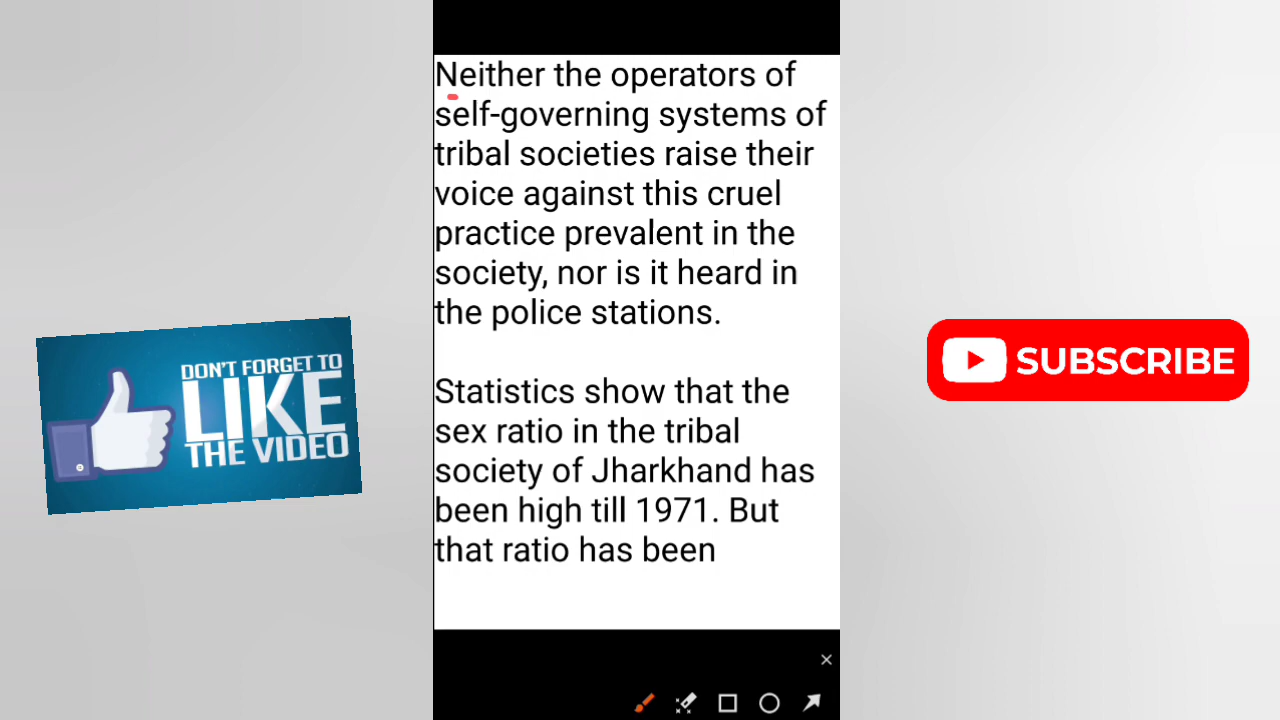 Neither the operators of
self-governing systems of
tribal societies raise their
voice against this cruel
practice prevalent in the
society, nor is it heard in
the police stations.
Statistics show that the
sex ratio in the tribal
society of Jharkhand has
been high till 1971. But
that ratio has been
DON'T FORGET TO
LIKE
THE VIDEO
SUBSCRIBE